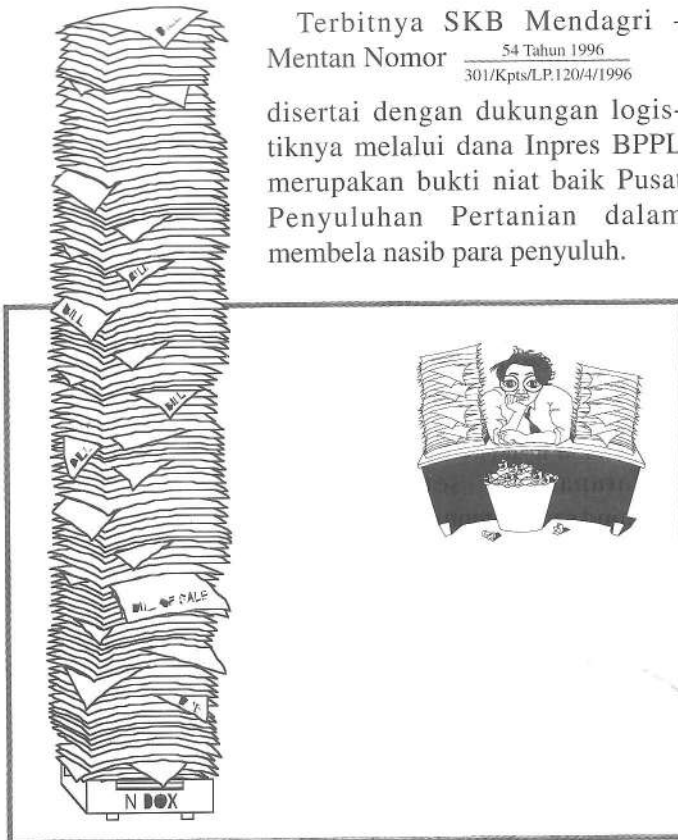 Terbitnya SKB Mendagri -
Mentan Nomor 54 Tahun 1996
301/Kpts/LP.120/4/1996
disertai dengan dukungan logis-
tiknya melalui dana Inpres BPPL
merupakan bukti niat baik Pusat
Penyuluhan Pertanian dalam
membela nasib para penyuluh.
BILL
BILL
BILL
BILL OF SALE
N BOX